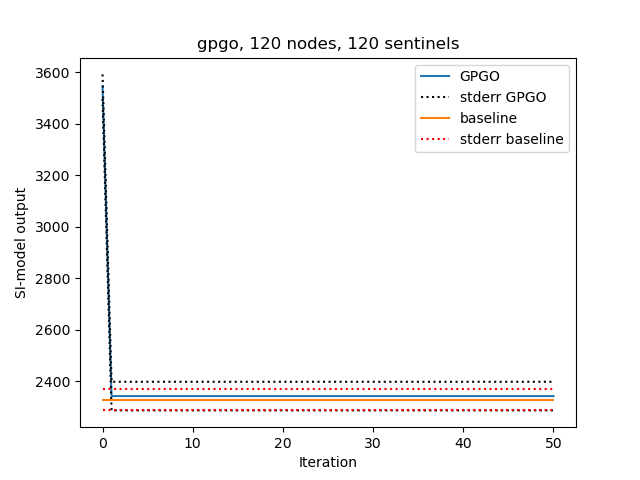 gpgo, 120 nodes, 120 sentinels
GPGO
stderr GPGO
baseline
stderr baseline
SI-model output
3600
3400
3200
3000
2800
2600
2400
0 10 20 30 40 50
Iteration